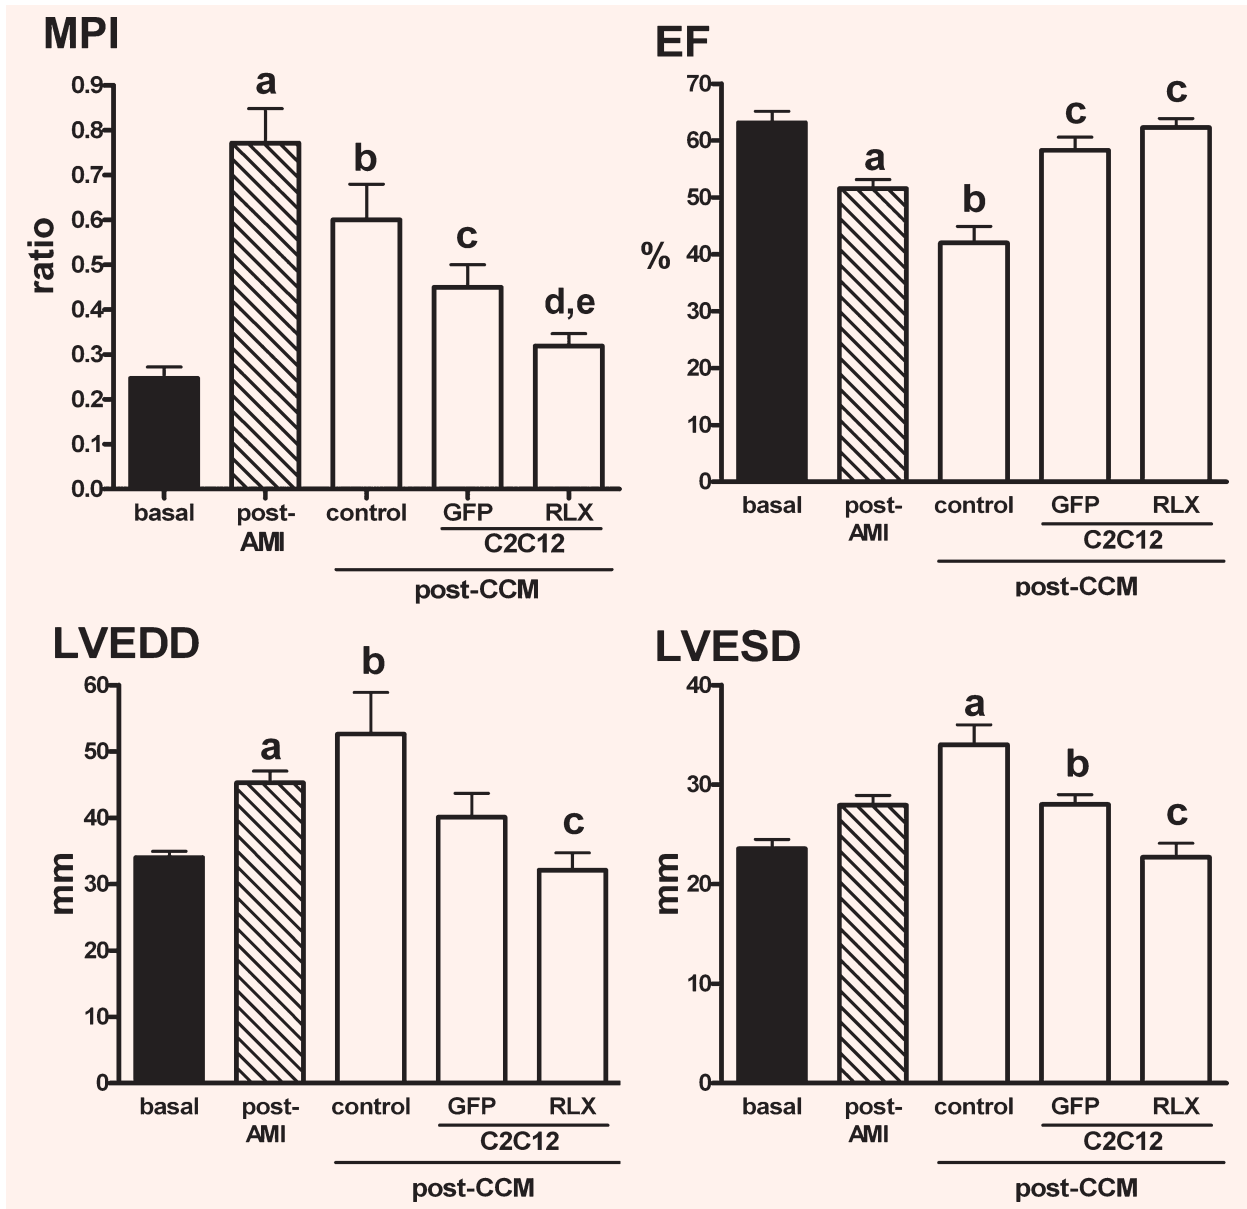 MPI
a
0.9
0.8
b
0.7
0.6
c
0.5
ratio
0.4
d,e
0.3
0.2
0.1
0.0
basal post- control GFP RLX
AMI C2C12
post-CCM
EF
70
c
c
60
a
50
b
%
40
30
20
10
0
basal post- control GFP RLX
AMI C2C12
post-CCM
LVEDD
b
60
a
50
40
c
mm
30
20
10
0
basal post- control GFP RLX
AMI C2C12
post-CCM
LVESD
40
a
b
30
c
mm
20
10
0
basal post- control GFP RLX
AMI C2C12
post-CCM